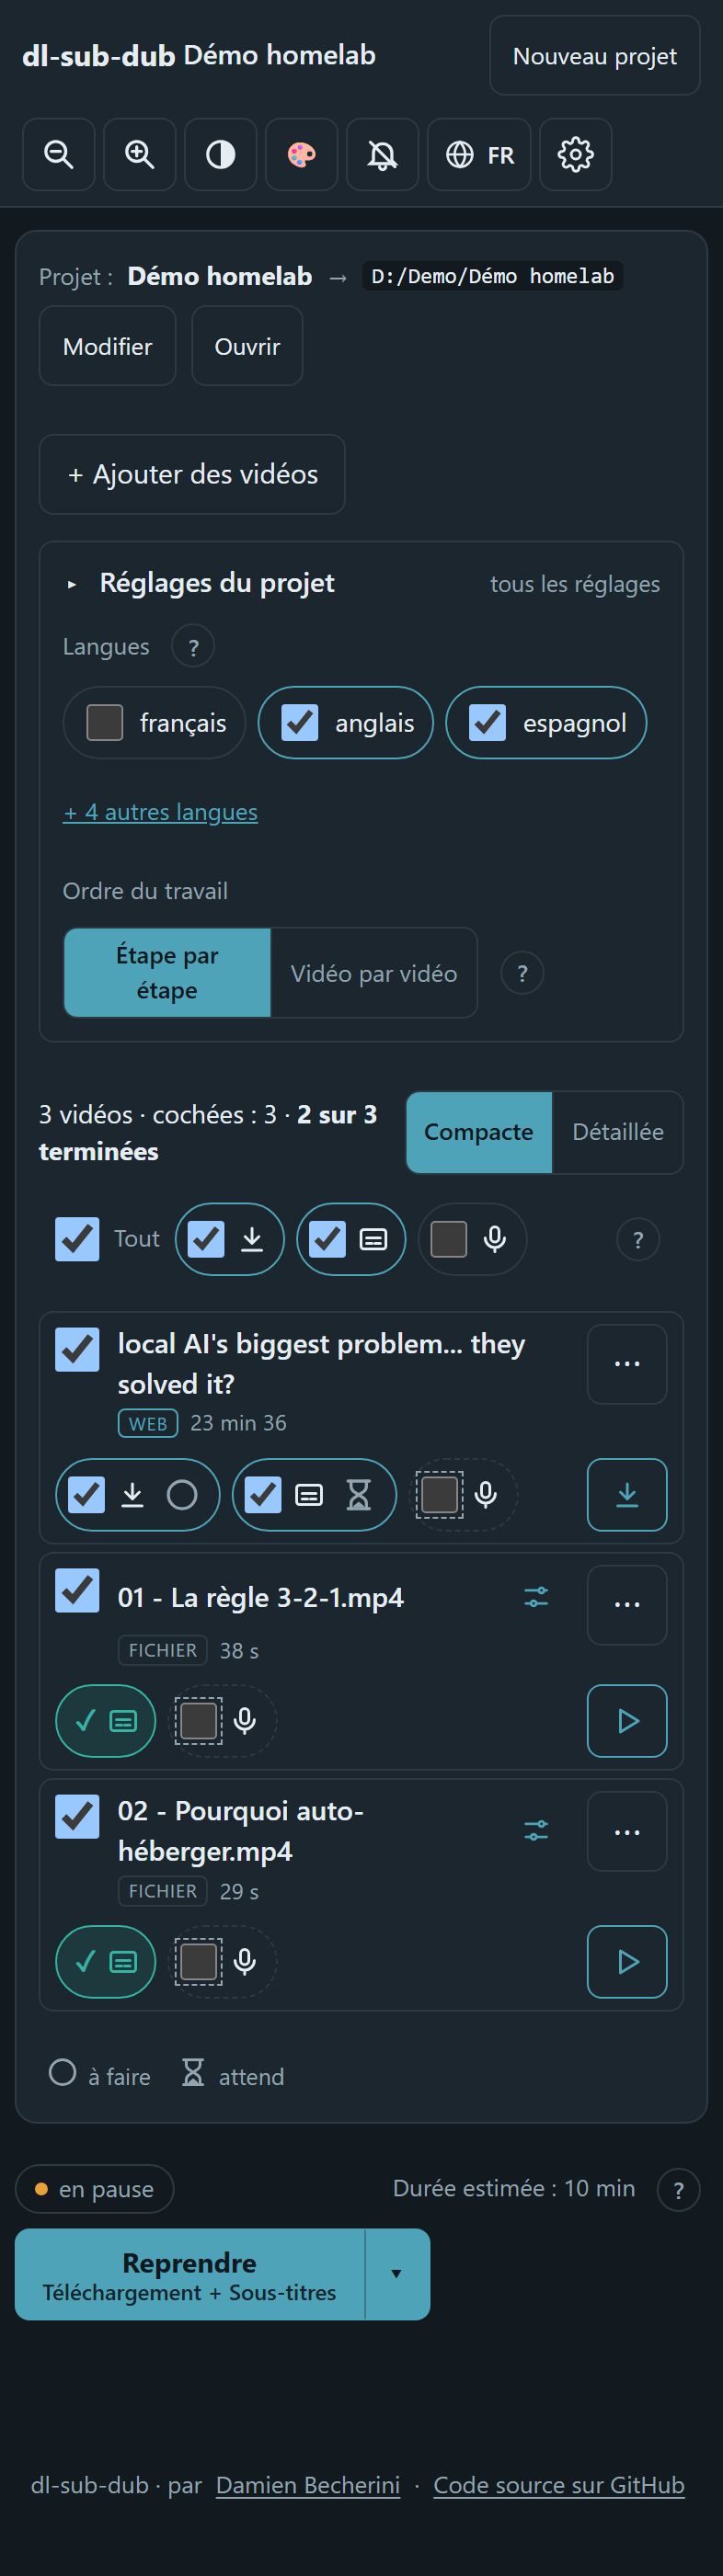 dl-sub-dub Démo homelab
Nouveau projet
FR
Projet : Démo homelab → D:/Demo/Démo homelab
Modifier
Ouvrir
+ Ajouter des vidéos
▸ Réglages du projet
tous les réglages
Langues ?
français
anglais
espagnol
+ 4 autres langues
Ordre du travail
Étape par
étape
Vidéo par vidéo
?
3 vidéos · cochées : 3 · 2 sur 3
terminées
Compacte
Détaillée
Tout
?
local AI's biggest problem... they
solved it?
...
WEB 23 min 36
01 - La règle 3-2-1.mp4
...
FICHIER 38 s
02 - Pourquoi auto-
héberger.mp4
...
FICHIER 29 s
à faire
attend
en pause
Durée estimée : 10 min ?
Reprendre
Téléchargement + Sous-titres
▼
dl-sub-dub · par Damien Becherini · Code source sur GitHub